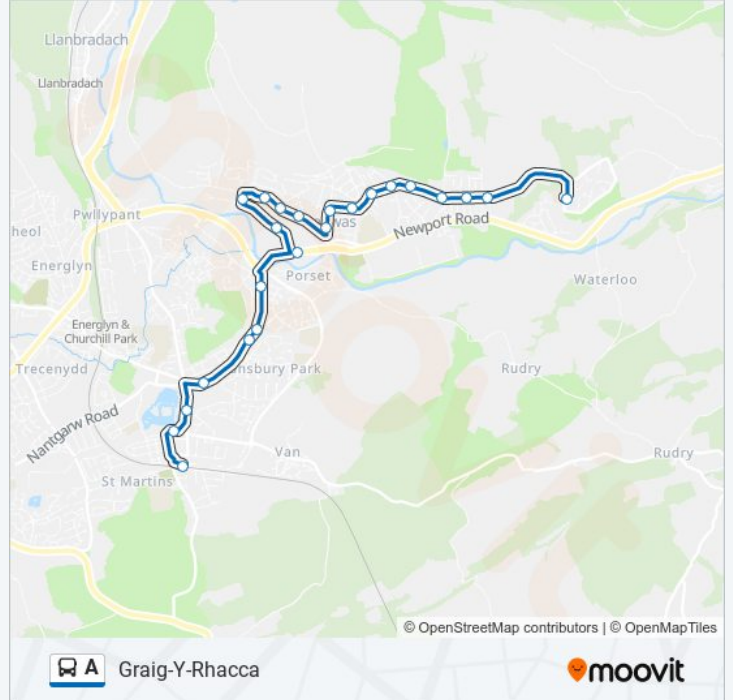 Llanbradach
Llanbradach
Pwllypant
heol
Energlyn
was
Newport Road
Porset
Waterloo
Energlyn &
Churchill Park
Trecenydd
nsbury Park
Rudry
Nantgarw Road
Van
Rudry
St Martins
© OpenStreetMap contributors | © OpenMapTiles
A Graig-Y-Rhacca
moovit